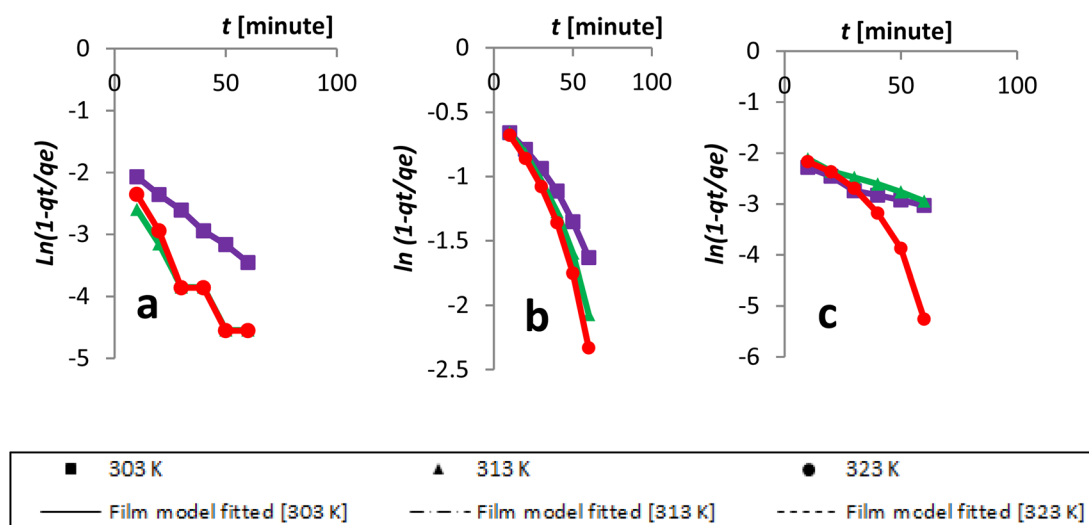 t [minute]
0
0 50 100
-1
-2
-3
-4
-5
Ln(1-qt/qe)
a
t [minute]
0
0 50 100
-0.5
-1
-1.5
-2
-2.5
ln (1-qt/qe)
b
t [minute]
0
0 50 100
-1
-2
-3
-4
-5
-6
ln(1-qt/qe)
c
303 K 313 K 323 K
Film model fitted [303 K] Film model fitted [313 K] Film model fitted [323 K]